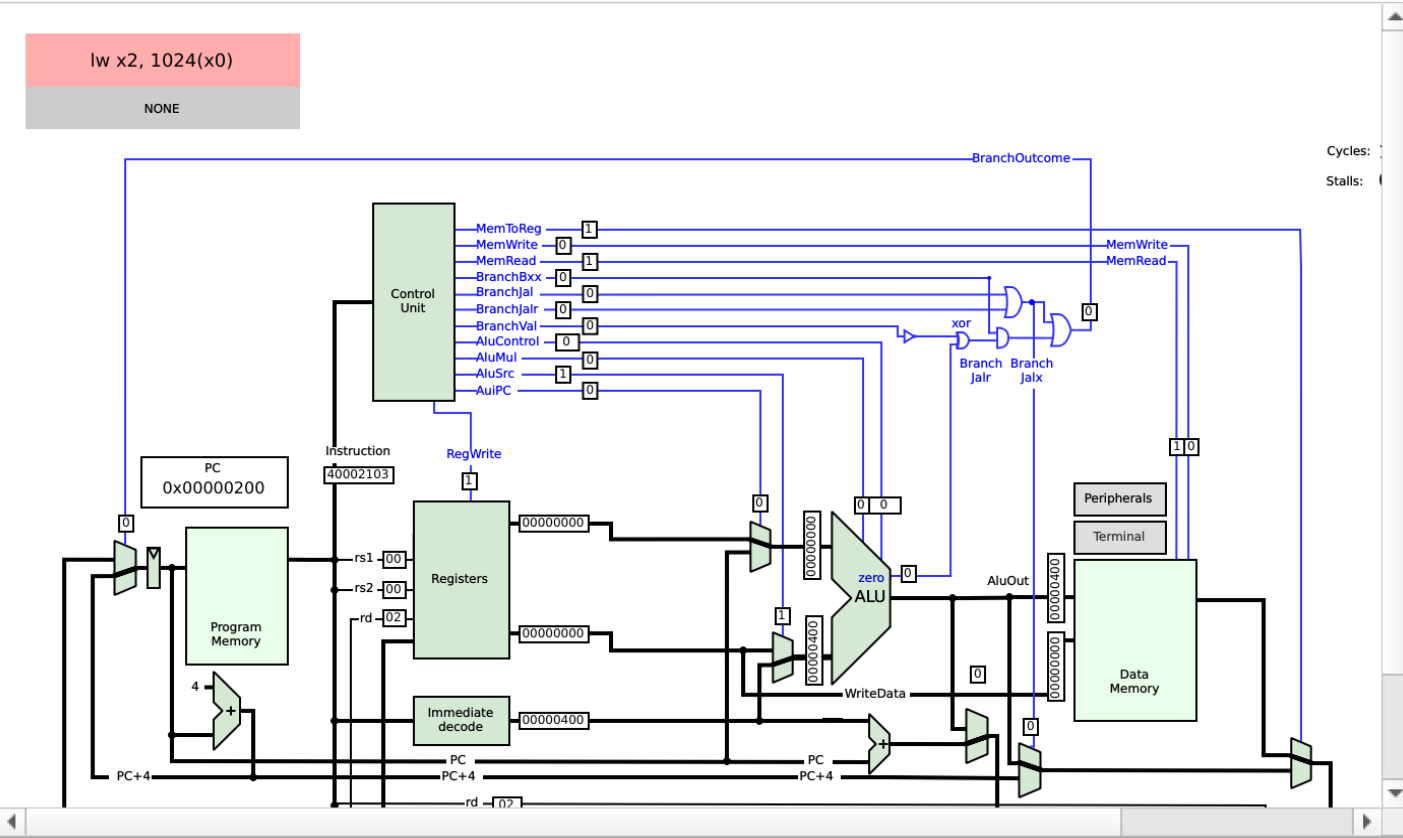 lw x2, 1024(x0)
NONE
BranchOutcome
Cycles:
Stalls:
Control
Unit
MemToReg
1
MemWrite
0
MemWrite
MemRead
1
MemRead
BranchBxx
0
BranchJal
0
BranchJalr
0
0
BranchVal
0
xor
AluControl
0
AluMul
0
Branch
Jalr
Branch
Jalx
AluSrc
1
AuiPC
0
Instruction
40002103
RegWrite
1
1
0
PC
0x00000200
0
Program
Memory
rs1
00
rs2
00
rd
02
Registers
00000000
00000000
0
1
00000000
00000400
0
0
zero
ALU
0
AluOut
00000400
00000000
Peripherals
Terminal
Data
Memory
4
+
Immediate
decode
00000400
WriteData
0
0
+
PC
PC
PC+4
PC+4
PC+4
rd
02